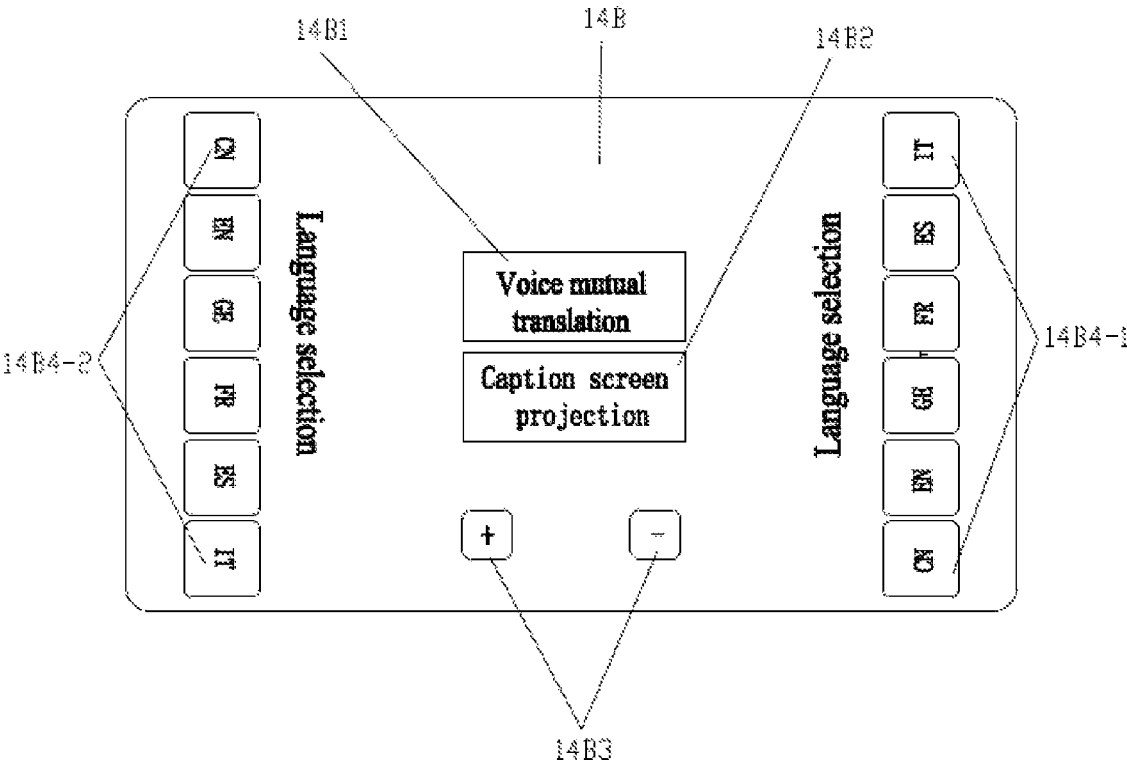 14B1
14B
14B2
CN
EN
GE
FR
ES
IT
Language selection
Voice mutual
translation
Caption screen
projection
+
-
Language selection
IT
ES
FR
GE
EN
CN
14B4-2
14B4-1
14B3